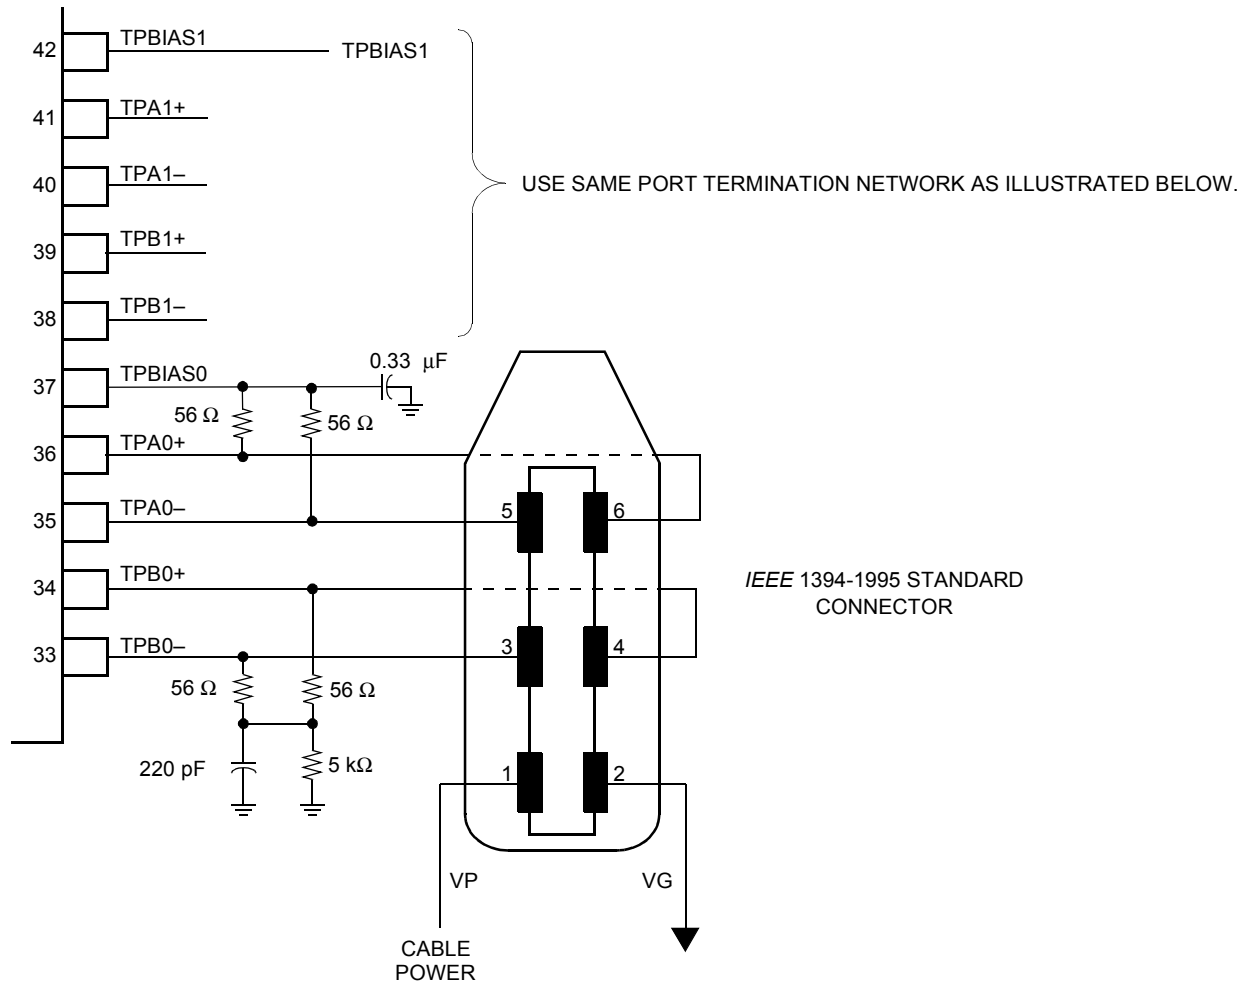 42 TPBIAS1 TPBIAS1
41 TPA1+
40 TPA1–
USE SAME PORT TERMINATION NETWORK AS ILLUSTRATED BELOW.
39 TPB1+
38 TPB1–
0.33 µF
37 TPBIAS0
56 Ω 56 Ω
36 TPA0+
35 TPA0–
5 6
34 TPB0+
IEEE 1394-1995 STANDARD
CONNECTOR
33 TPB0–
3 4
56 Ω 56 Ω
220 pF 5 kΩ
1 2
VP VG
CABLE
POWER